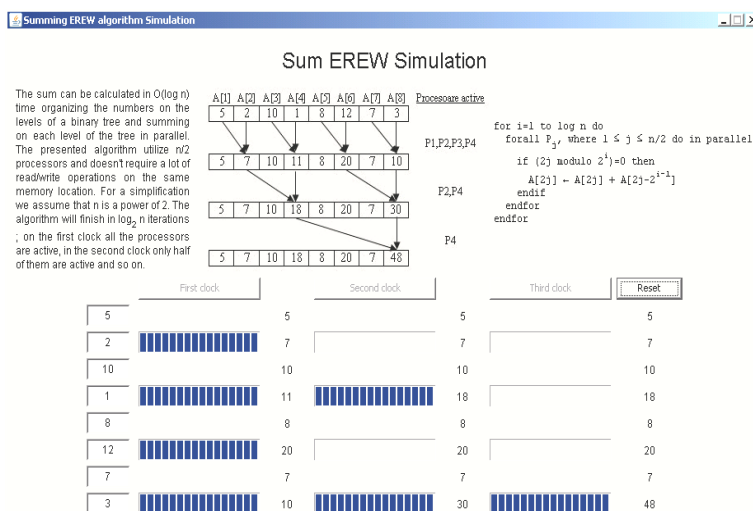 Summing EREW algorithm Simulation
Sum EREW Simulation
The sum can be calculated in O(log n)
time organizing the numbers on the
levels of a binary tree and summing
on each level of the tree in parallel.
The presented algorithm utilize n/2
processors and doesn't require a lot of
read/write operations on the same
memory location. For a simplification
we assume that n is a power of 2. The
algorithm will finish in log2 n iterations
; on the first clock all the processors
are active, in the second clock only half
of them are active and so on.
A[1] A[2] A[3] A[4] A[5] A[6] A[7] A[8] Procesoare active
5 2 10 1 8 12 7 3
P1,P2,P3,P4
5 7 10 11 8 20 7 10
P2,P4
5 7 10 18 8 20 7 30
P4
5 7 10 18 8 20 7 48
for i=1 to log n do
forall Pj, where 1 ≤ j ≤ n/2 do in parallel
if (2j modulo 2^i)=0 then
A[2j] ← A[2j] + A[2j-2^i-1]
endif
endfor
endfor
First clock Second clock Third clock Reset
5 5 5 5
2 7 7 7
10 10 10 10
1 11 18 18
8 8 8 8
12 20 20 20
7 7 7 7
3 10 30 48